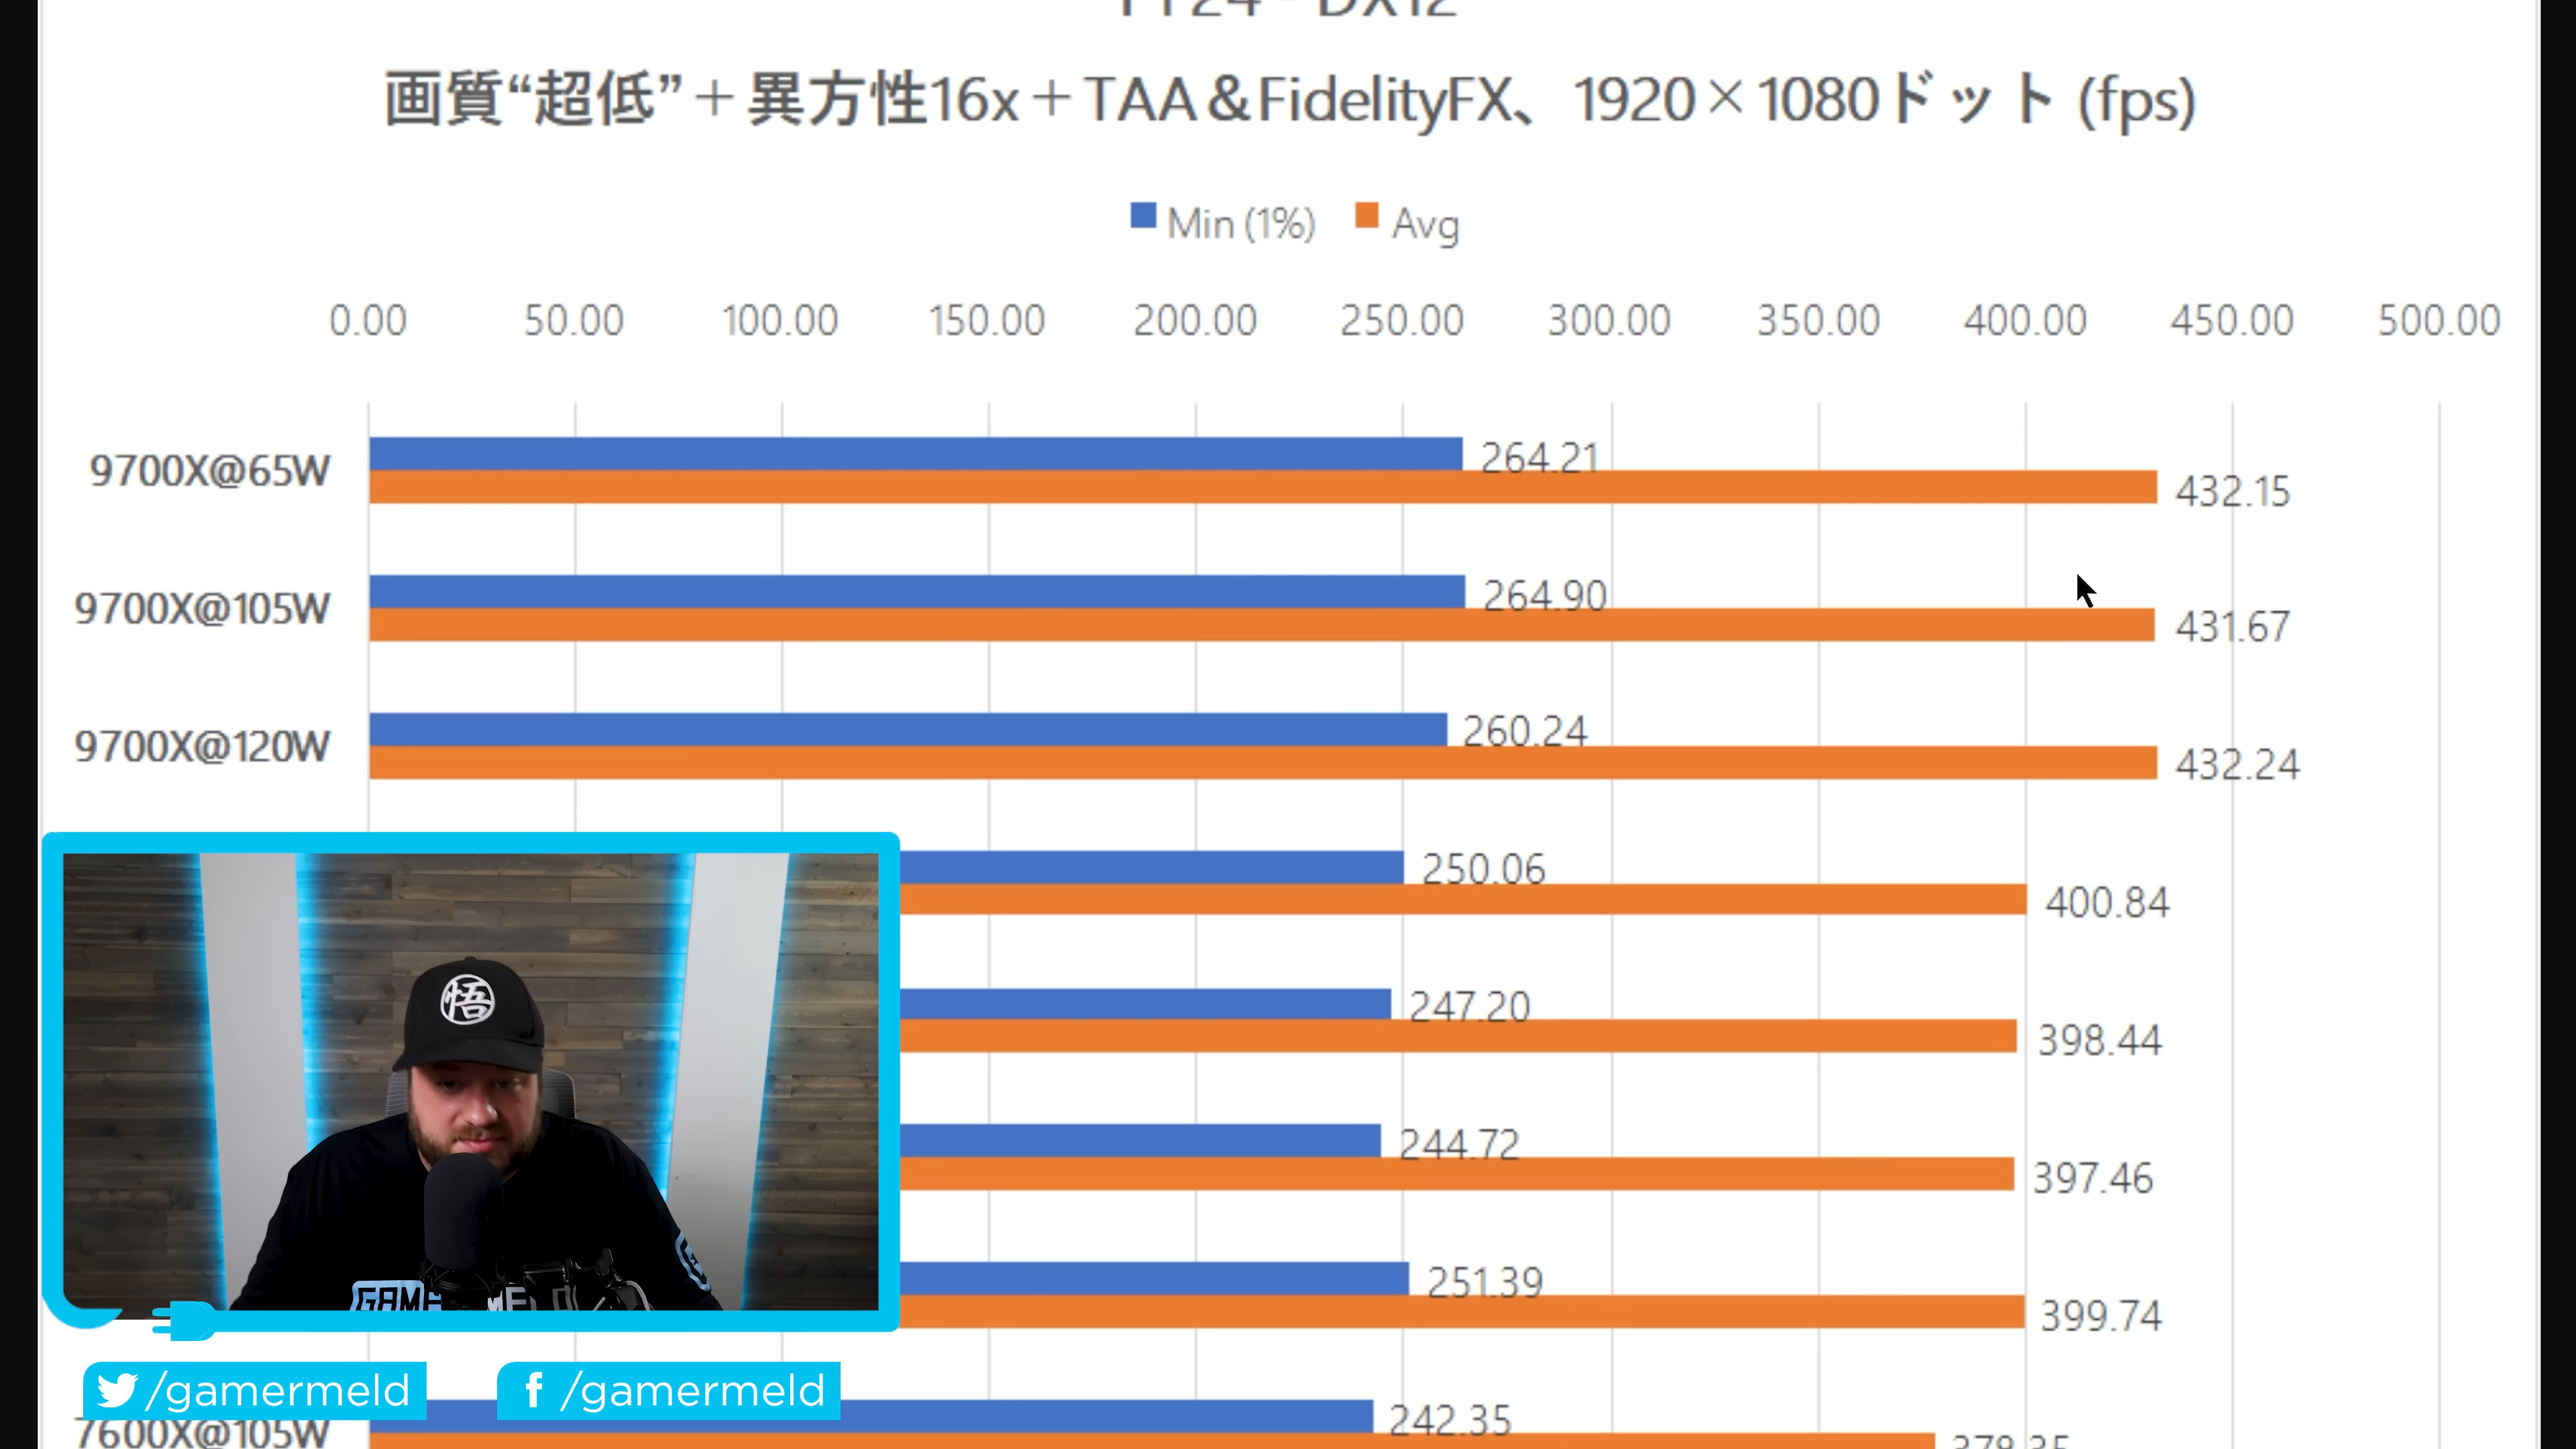 画質“超低”＋異方性16x＋TAA＆FidelityFX、1920×1080ドット (fps)
Min (1%) Avg
0.00 50.00 100.00 150.00 200.00 250.00 300.00 350.00 400.00 450.00 500.00
9700X@65W 264.21 432.15
9700X@105W 264.90 431.67
9700X@120W 260.24 432.24
250.06 400.84
247.20 398.44
244.72 397.46
251.39 399.74
悟
/gamermeld /gamermeld
7600X@105W 242.35